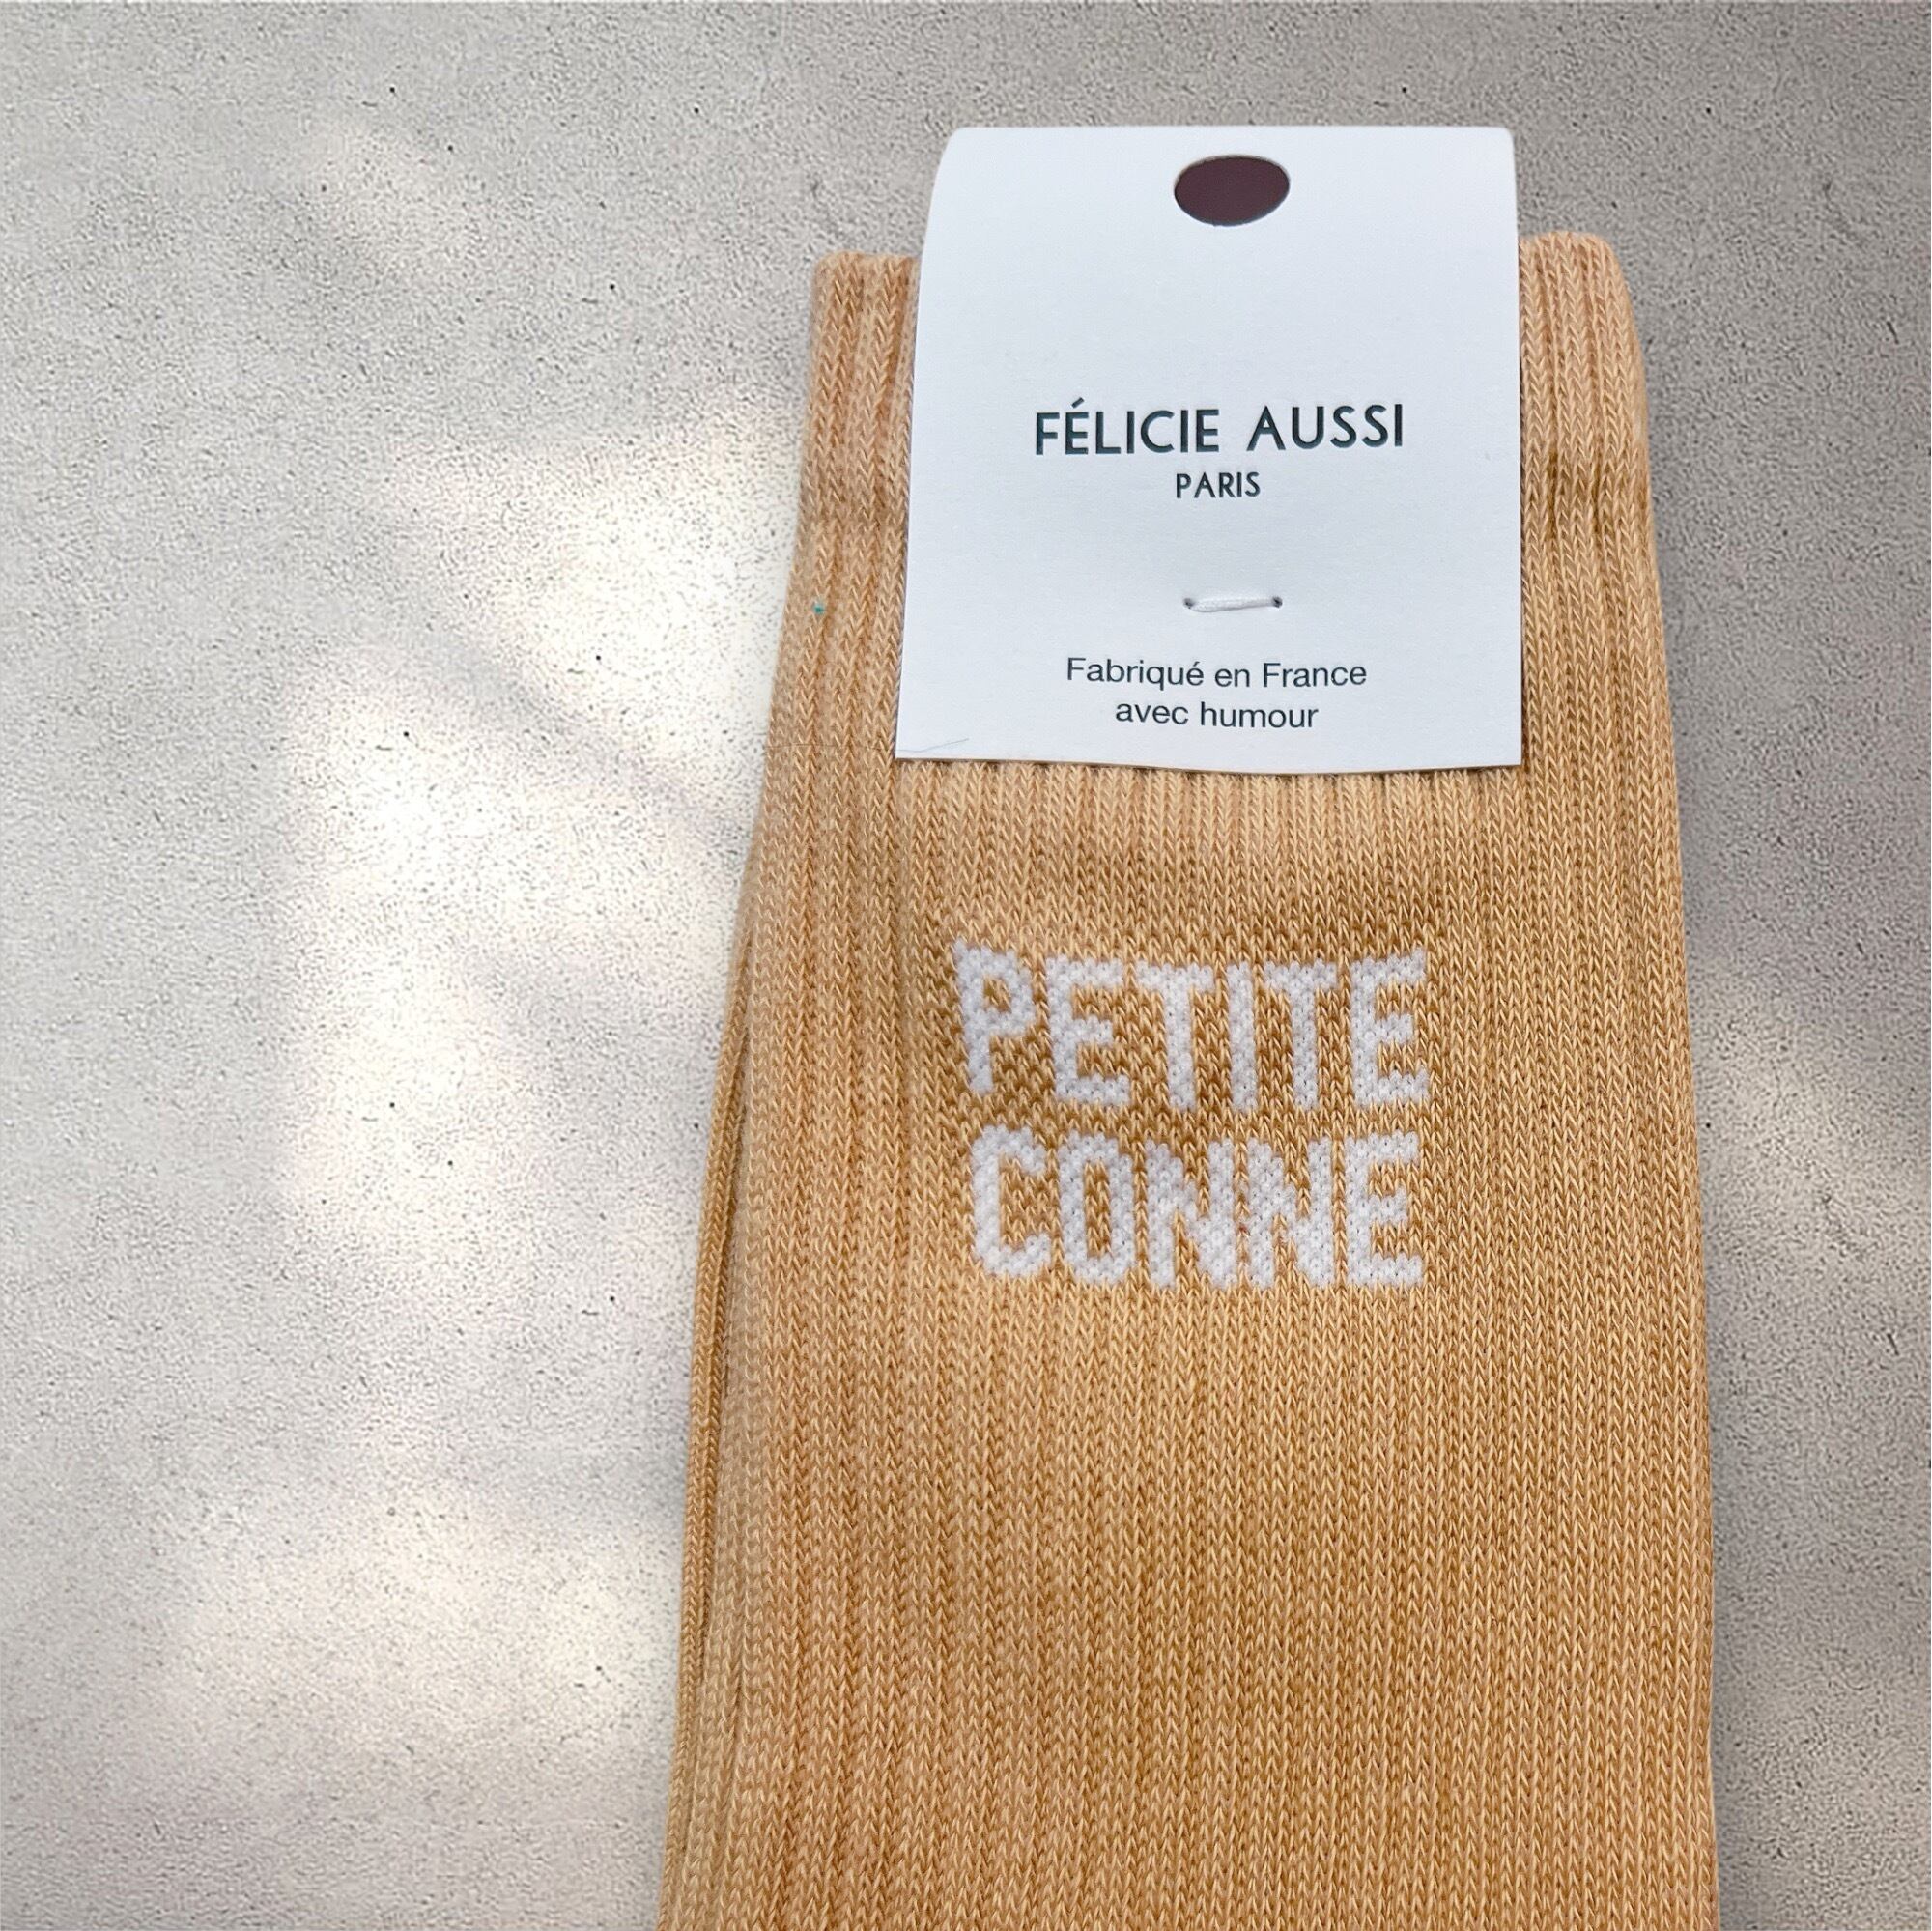 FÉLICIE AUSSI
PARIS
Fabriqué en France
avec humour
PETITE
CONNE